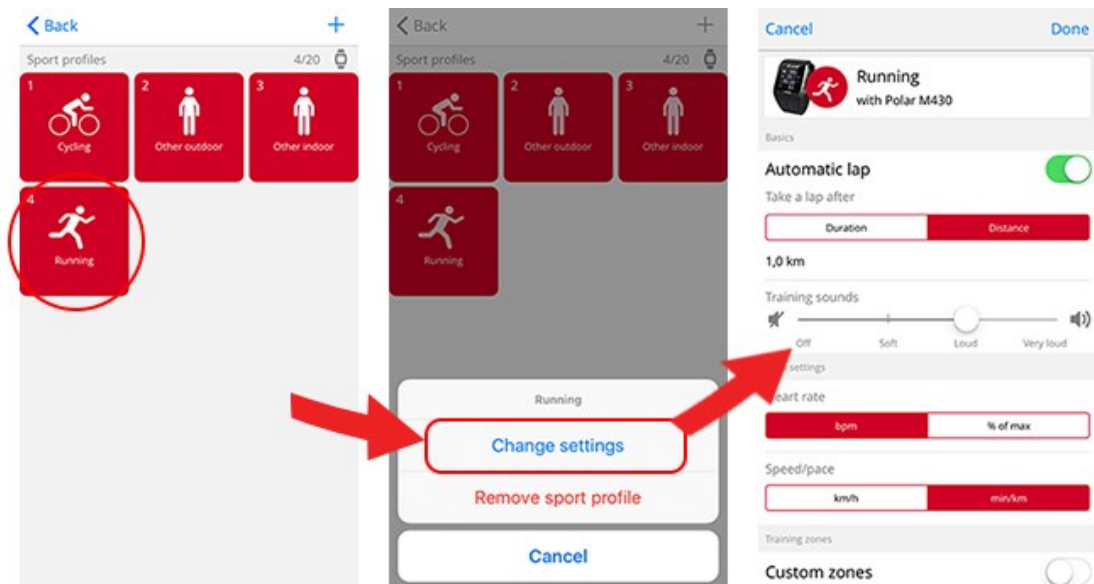 Back +
Sport profiles 4/20
1
Cycling
2
Other outdoor
3
Other indoor
4
Running
Back +
Sport profiles 4/20
1
Cycling
2
Other outdoor
3
Other indoor
4
Running
Running
Change settings
Remove sport profile
Cancel
Cancel Done
Running
with Polar M430
Basics
Automatic lap
Take a lap after
Duration Distance
1,0 km
Training sounds
Off Soft Loud Very loud
settings
eart rate
bpm % of max
Speed/pace
km/h min/km
Training zones
Custom zones